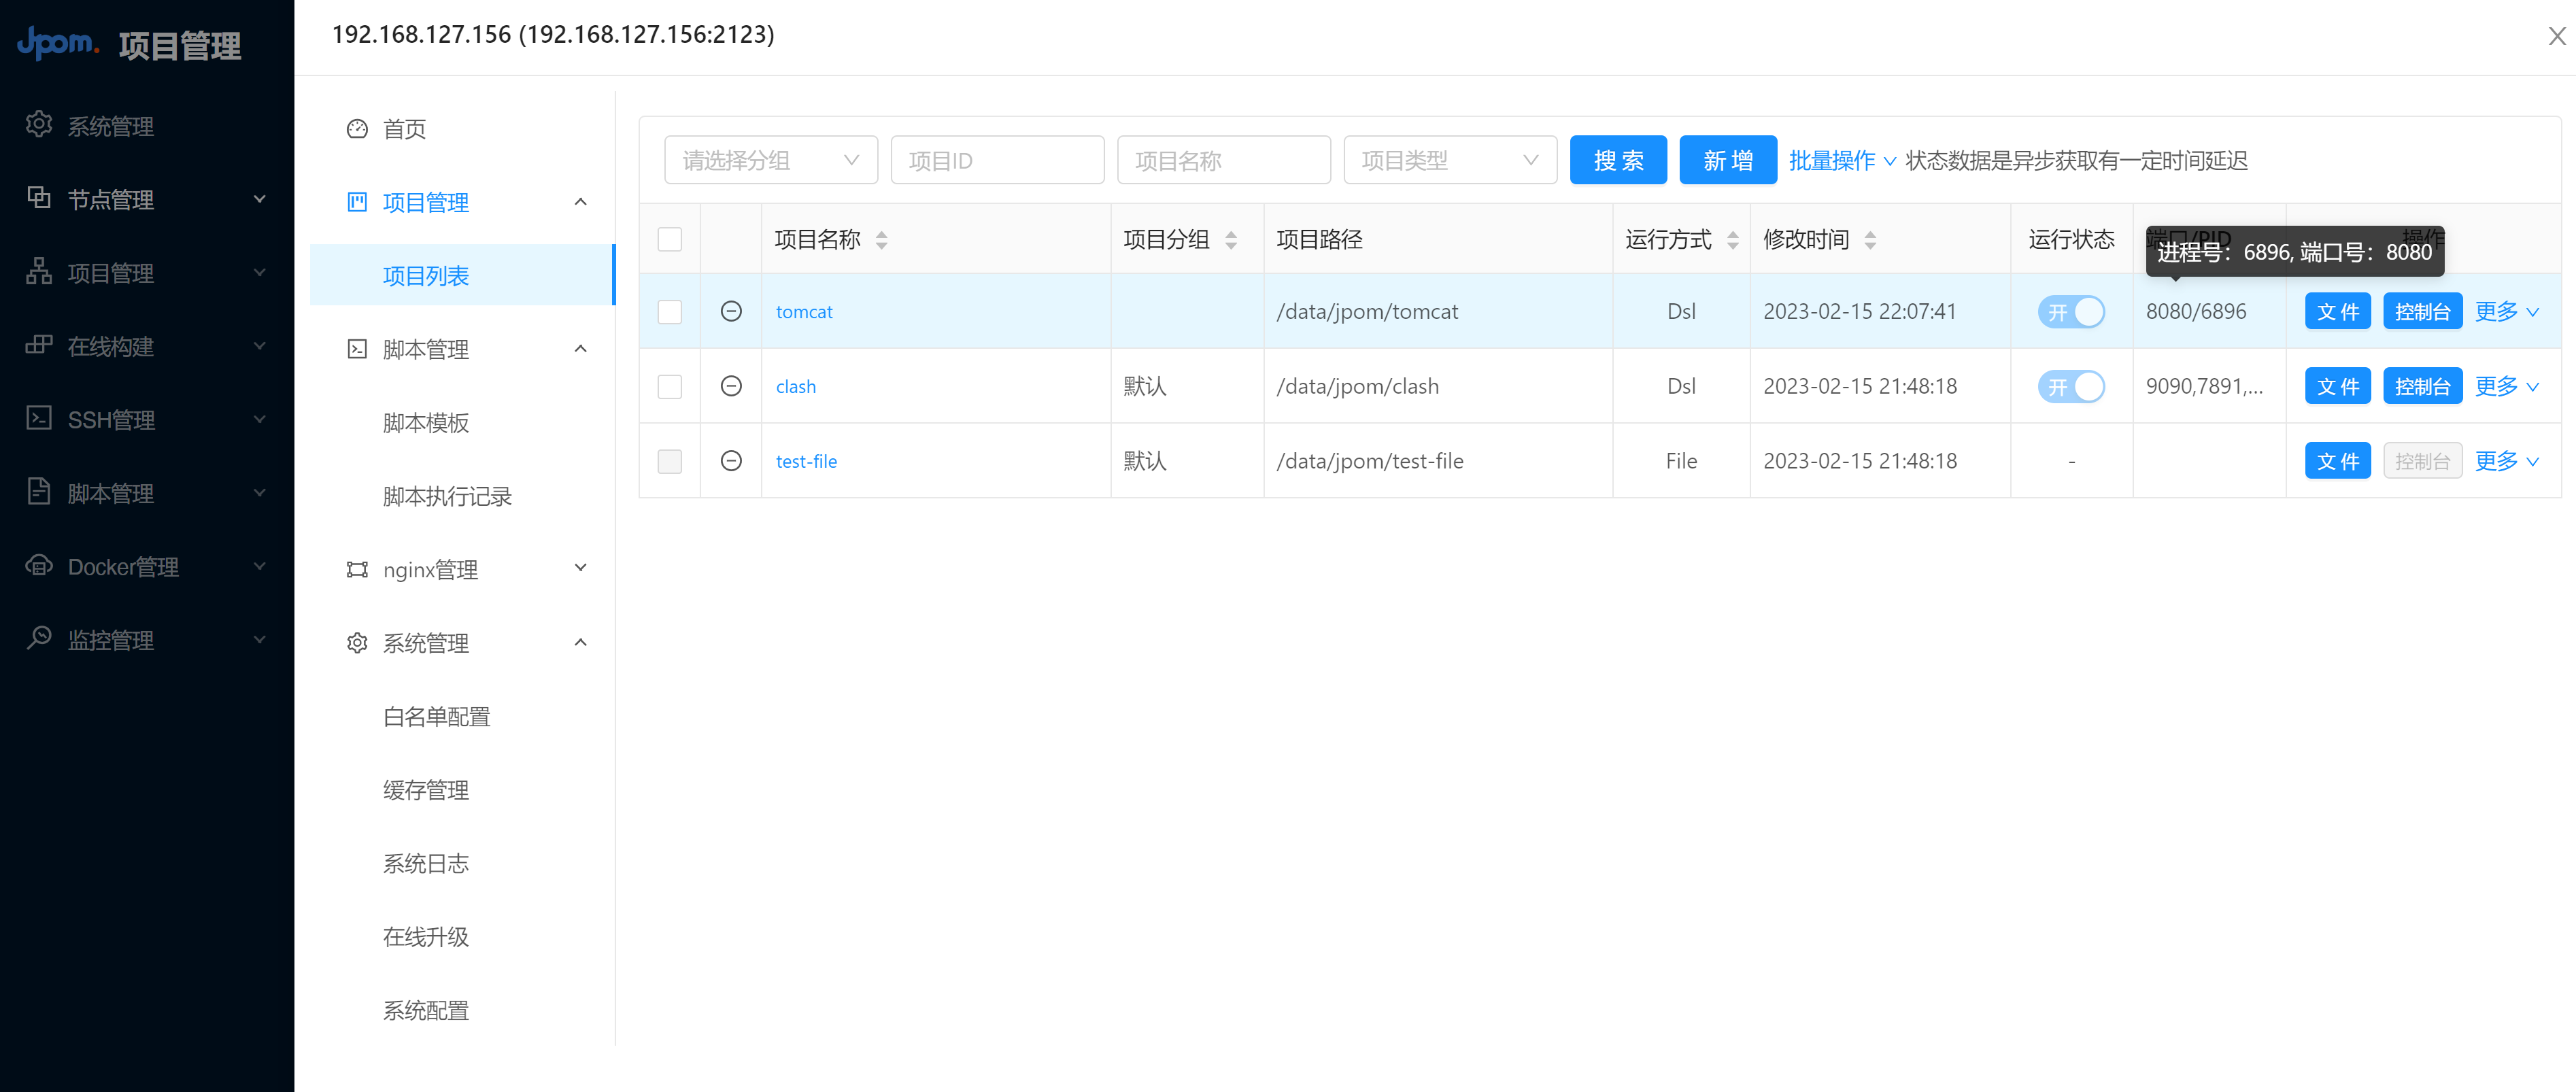 Jpom. 项目管理
系统管理
节点管理
项目管理
在线构建
SSH管理
脚本管理
Docker管理
监控管理
192.168.127.156 (192.168.127.156:2123)
首页
项目管理
项目列表
脚本管理
脚本模板
脚本执行记录
nginx管理
系统管理
白名单配置
缓存管理
系统日志
在线升级
系统配置
请选择分组 项目ID 项目名称 项目类型 搜 索 新 增 批量操作 状态数据是异步获取有一定时间延迟
项目名称 项目分组 项目路径 运行方式 修改时间 运行状态 端口/PID 操作
进程号：6896, 端口号：8080
tomcat /data/jpom/tomcat Dsl 2023-02-15 22:07:41 开 8080/6896 文 件 控制台 更多
clash 默认 /data/jpom/clash Dsl 2023-02-15 21:48:18 开 9090,7891,... 文 件 控制台 更多
test-file 默认 /data/jpom/test-file File 2023-02-15 21:48:18 - 文 件 控制台 更多